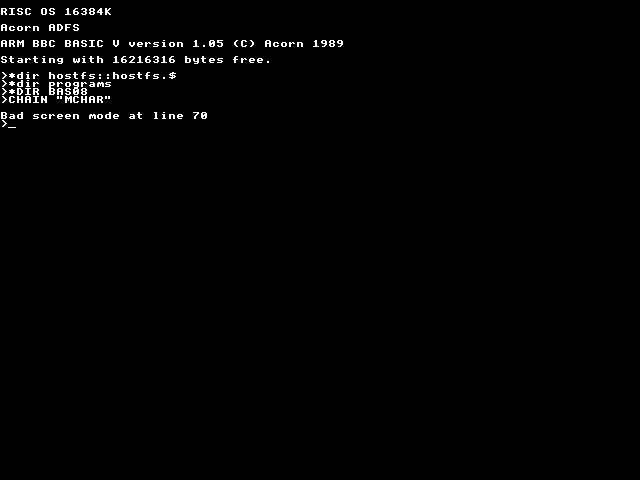 RISC OS 16384K
Acorn ADFS
ARM BBC BASIC V version 1.05 (C) Acorn 1989
Starting with 16216316 bytes free.
>*dir hostfs::hostfs.$
>*dir programs
>*DIR BAS08
>CHAIN "MCHAR"
Bad screen mode at line 70
>_